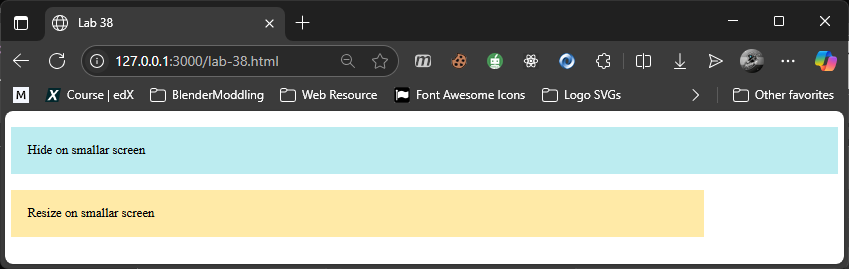 Lab 38
127.0.0.1:3000/lab-38.html
M X Course | edX BlenderModdling Web Resource Font Awesome Icons Logo SVGs Other favorites
Hide on smallar screen
Resize on smallar screen